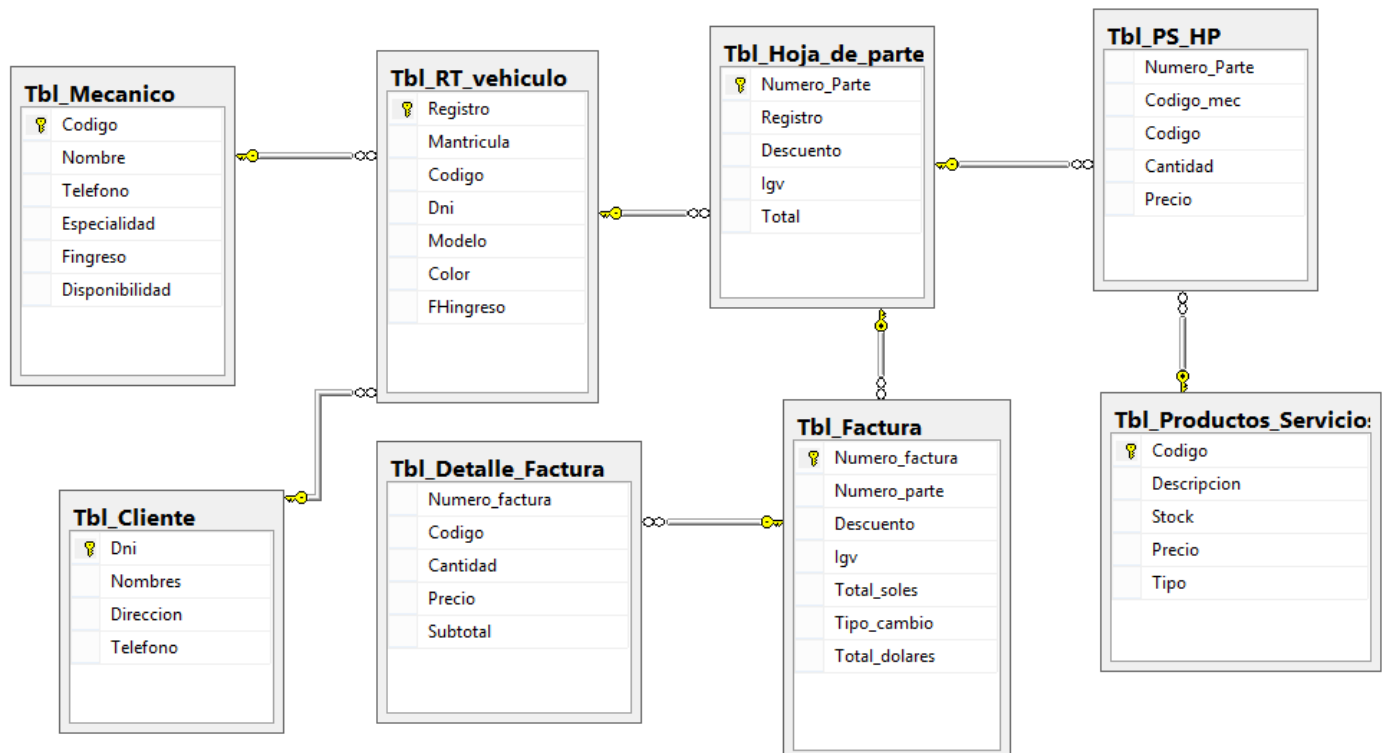 Tbl_Mecanico
Codigo
Nombre
Telefono
Especialidad
Fingreso
Disponibilidad
Tbl_RT_vehiculo
Registro
Mantricula
Codigo
Dni
Modelo
Color
FHingreso
Tbl_Hoja_de_parte
Numero_Parte
Registro
Descuento
Igv
Total
Tbl_PS_HP
Numero_Parte
Codigo_mec
Codigo
Cantidad
Precio
Tbl_Cliente
Dni
Nombres
Direccion
Telefono
Tbl_Detalle_Factura
Numero_factura
Codigo
Cantidad
Precio
Subtotal
Tbl_Factura
Numero_factura
Numero_parte
Descuento
Igv
Total_soles
Tipo_cambio
Total_dolares
Tbl_Productos_Servicios
Codigo
Descripcion
Stock
Precio
Tipo